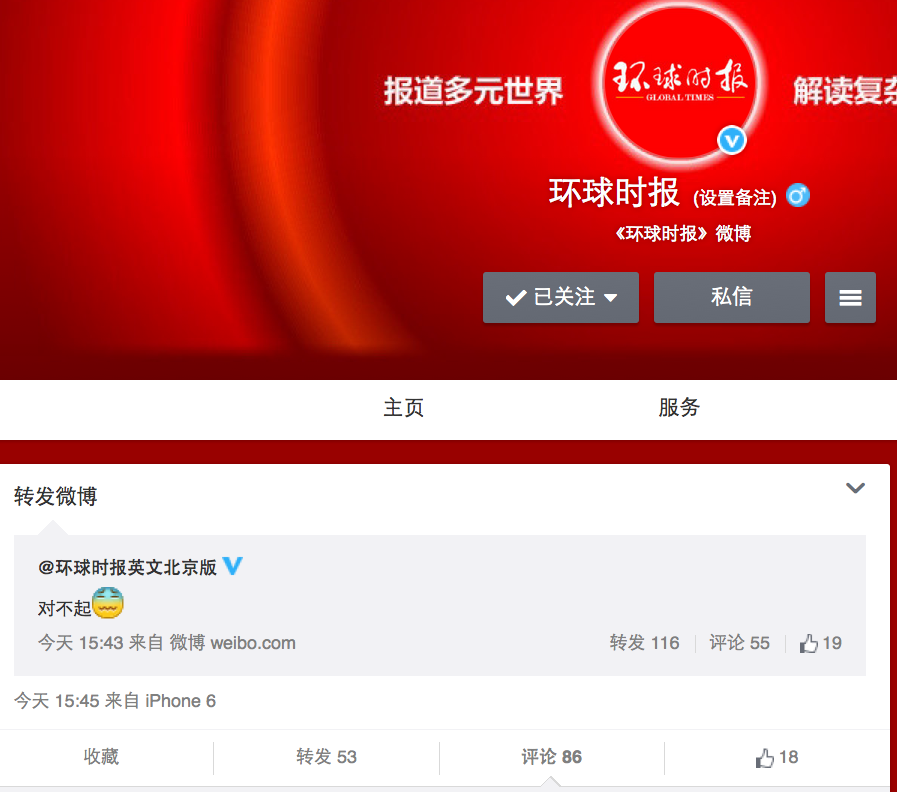 报道多元世界
环球时报
GLOBAL TIMES
解读复杂
V
环球时报 (设置备注)
《环球时报》微博
已关注
私信
主页
服务
转发微博
@环球时报英文北京版 V
对不起
今天 15:43 来自 微博 weibo.com
转发 116
评论 55
19
今天 15:45 来自 iPhone 6
收藏
转发 53
评论 86
18